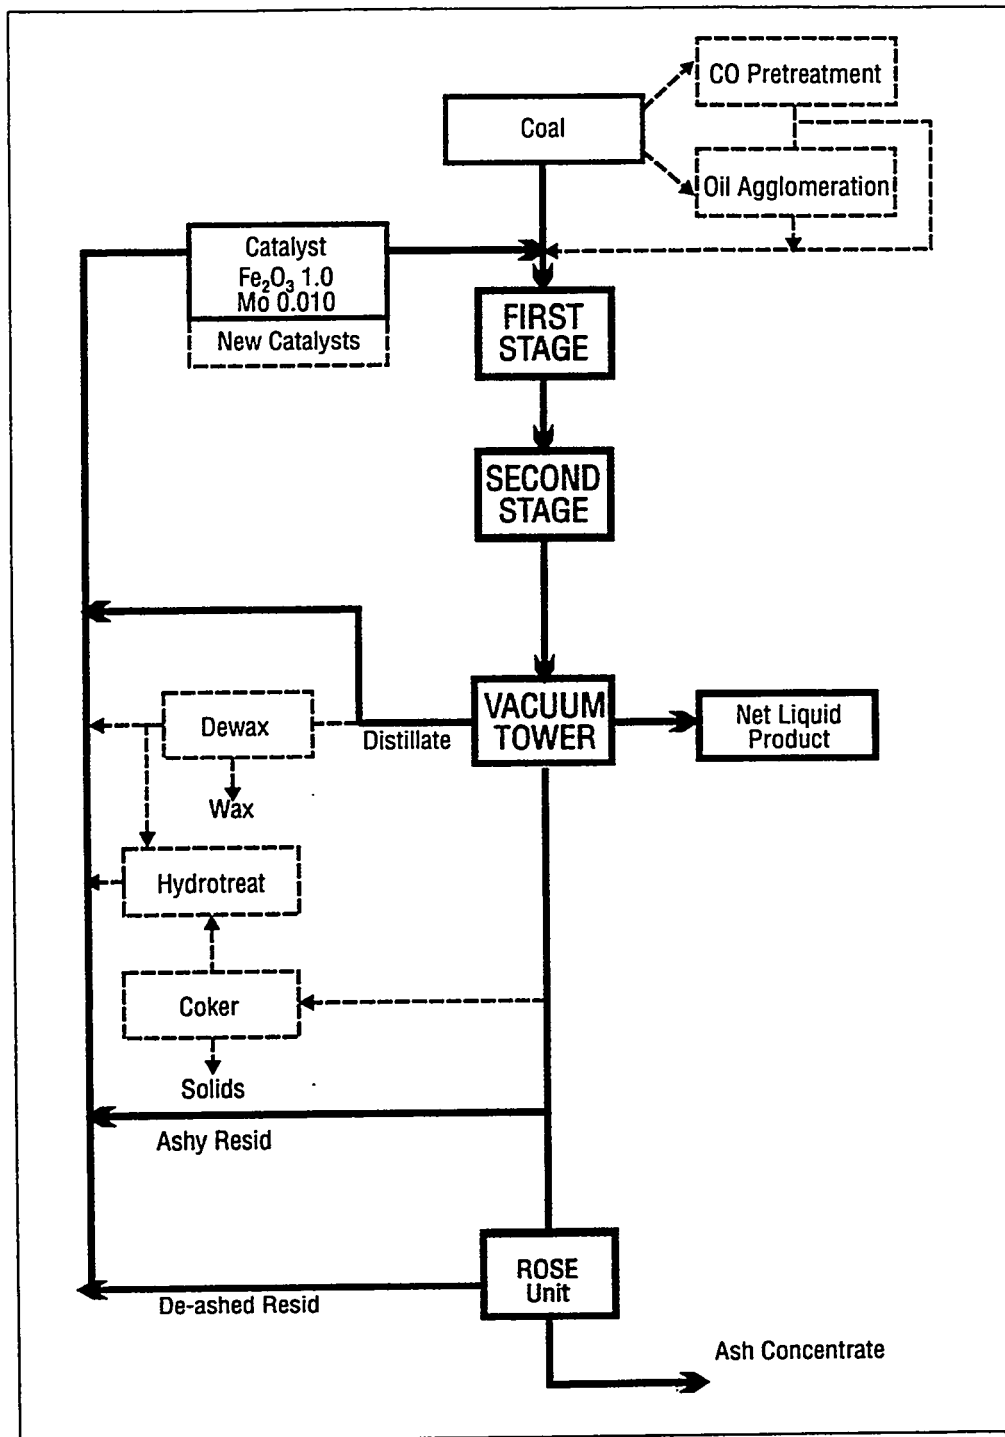 CO Pretreatment
Coal
Oil Agglomeration
Catalyst
Fe₂O₃ 1.0
Mo 0.010
New Catalysts
FIRST
STAGE
SECOND
STAGE
VACUUM
TOWER
Net Liquid
Product
Dewax
Distillate
Wax
Hydrotreat
Coker
Solids
Ashy Resid
ROSE
Unit
De-ashed Resid
Ash Concentrate